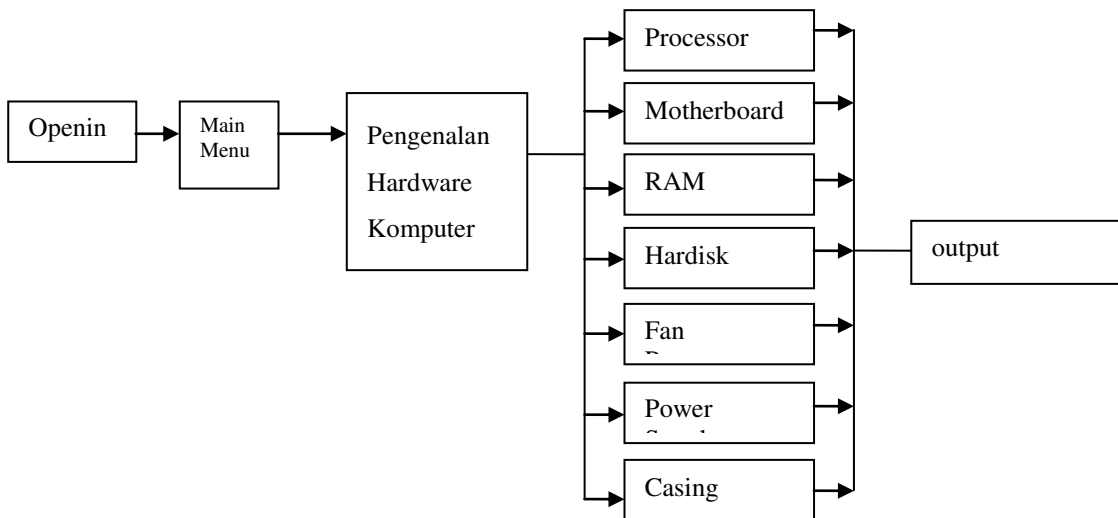 Openin
Main
Menu
Pengenalan
Hardware
Komputer
Processor
Motherboard
RAM
Hardisk
Fan
Power
Casing
output